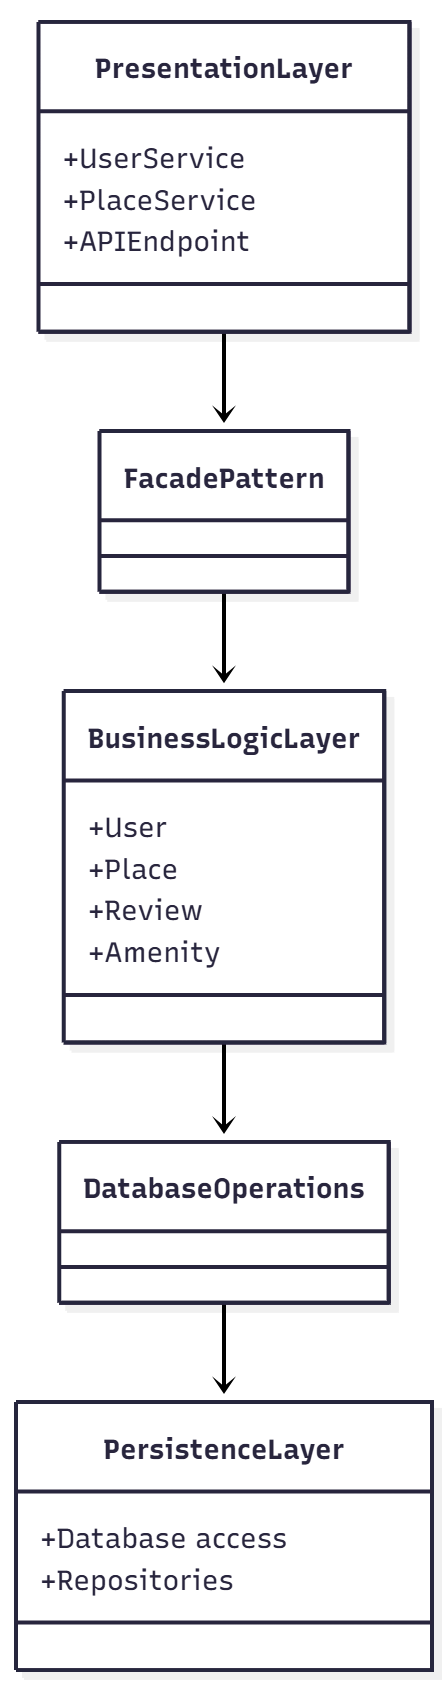 PresentationLayer
+UserService
+PlaceService
+APIEndpoint
FacadePattern
BusinessLogicLayer
+User
+Place
+Review
+Amenity
DatabaseOperations
PersistenceLayer
+Database access
+Repositories